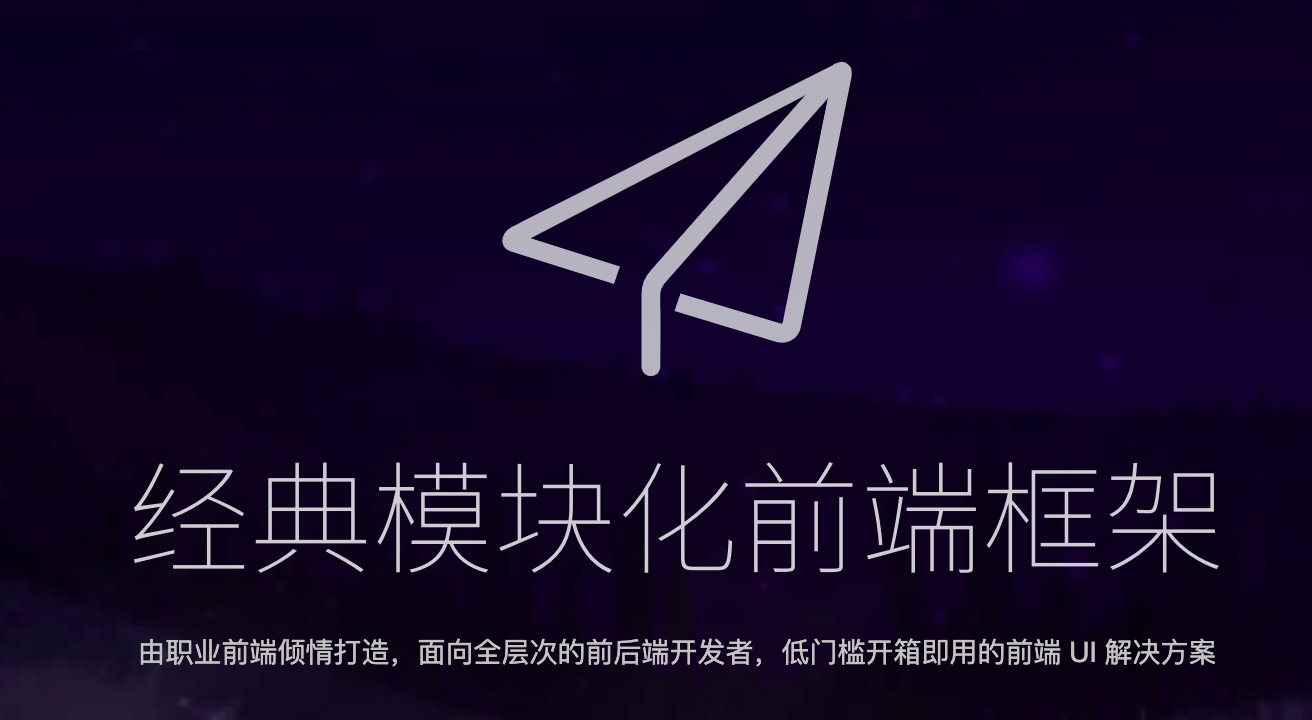 经典模块化前端框架
由职业前端倾情打造，面向全层次的前后端开发者，低门槛开箱即用的前端 UI 解决方案